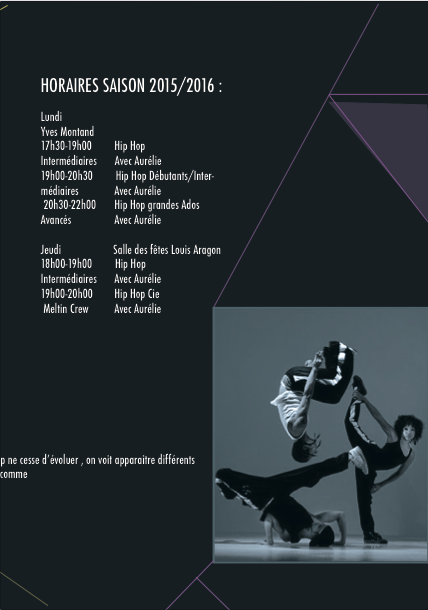 HORAIRES SAISON 2015/2016 :
Lundi
Yves Montand
17h30-19h00 Hip Hop
Intermédiaires Avec Aurélie
19h00-20h30 Hip Hop Débutants/Inter-
médiaires Avec Aurélie
20h30-22h00 Hip Hop grandes Ados
Avancés Avec Aurélie
Jeudi Salle des fêtes Louis Aragon
18h00-19h00 Hip Hop
Intermédiaires Avec Aurélie
19h00-20h00 Hip Hop Cie
Meltin Crew Avec Aurélie
p ne cesse d'évoluer , on voit apparaitre différents
comme